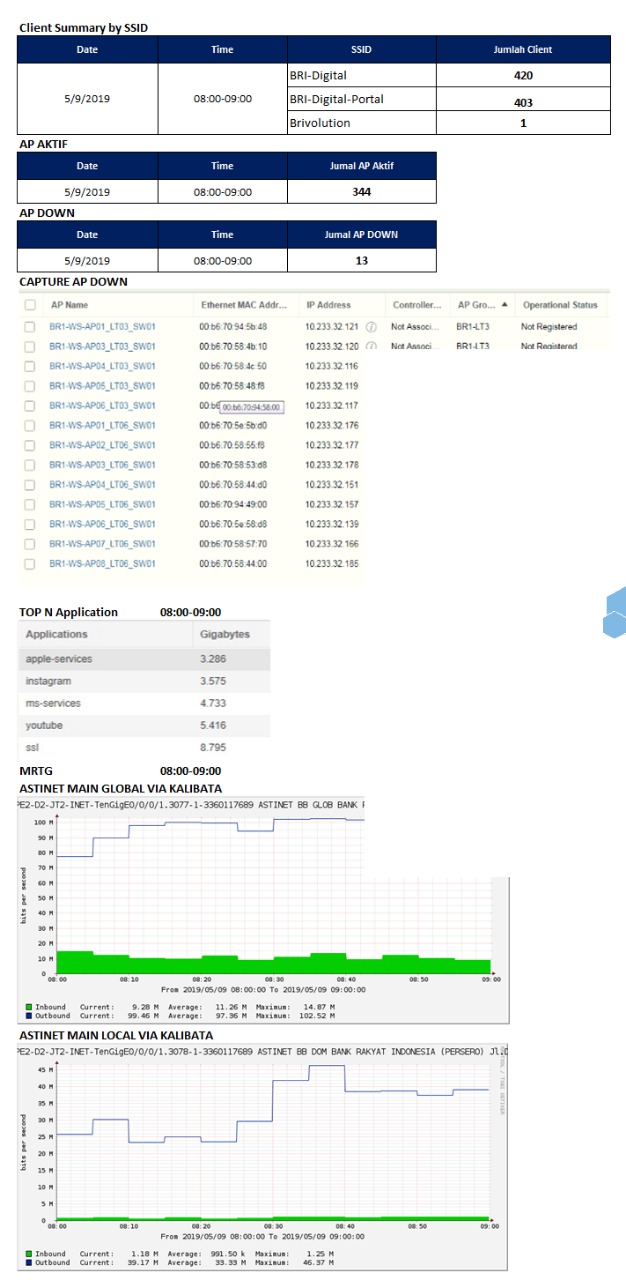 Client Summary by SSID
Date Time SSID Jumlah Client
5/9/2019 08:00-09:00 BRI-Digital 420
BRI-Digital-Portal 403
Brivolution 1
AP AKTIF
Date Time Jumal AP Aktif
5/9/2019 08:00-09:00 344
AP DOWN
Date Time Jumal AP DOWN
5/9/2019 08:00-09:00 13
CAPTURE AP DOWN
AP Name Ethernet MAC Addr... IP Address Controller... AP Gro... Operational Status
BR1-WS-AP01_LT03_SW01 00:b6:70:94:5b:48 10.233.32.121 Not Associ... BR1-LT3 Not Registered
BR1-WS-AP03_LT03_SW01 00:b6:70:58:4b:10 10.233.32.120 Not Associ... BR1-LT3 Not Registered
BR1-WS-AP04_LT03_SW01 00:b6:70:58:4c:50 10.233.32.116
BR1-WS-AP05_LT03_SW01 00:b6:70:58:48:f8 10.233.32.119
BR1-WS-AP06_LT03_SW01 00:b6 00:b6:70:94:58:00 10.233.32.117
BR1-WS-AP01_LT06_SW01 00:b6:70:5e:5b:d0 10.233.32.176
BR1-WS-AP02_LT06_SW01 00:b6:70:58:55:f8 10.233.32.177
BR1-WS-AP03_LT06_SW01 00:b6:70:58:53:d8 10.233.32.178
BR1-WS-AP04_LT06_SW01 00:b6:70:58:44:d0 10.233.32.151
BR1-WS-AP05_LT06_SW01 00:b6:70:94:49:00 10.233.32.157
BR1-WS-AP06_LT06_SW01 00:b6:70:5e:58:d8 10.233.32.139
BR1-WS-AP07_LT06_SW01 00:b6:70:58:57:70 10.233.32.166
BR1-WS-AP08_LT06_SW01 00:b6:70:58:44:00 10.233.32.185
TOP N Application 08:00-09:00
Applications Gigabytes
apple-services 3.286
instagram 3.575
ms-services 4.733
youtube 5.416
ssl 8.795
MRTG 08:00-09:00
ASTINET MAIN GLOBAL VIA KALIBATA
PE2-D2-JT2-INET-TenGigE0/0/0/1.3077-1-3360117689 ASTINET BB GLOB BANK
100 M
90 M
80 M
70 M
60 M
50 M
40 M
30 M
20 M
10 M
0
bits per second
08:00 08:10 08:20 08:30 08:40 08:50 09:00
From 2019/05/09 08:00:00 To 2019/05/09 09:00:00
Inbound Current: 9.28 M Average: 11.26 M Maximum: 14.87 M
Outbound Current: 99.46 M Average: 97.36 M Maximum: 102.52 M
ASTINET MAIN LOCAL VIA KALIBATA
PE2-D2-JT2-INET-TenGigE0/0/0/1.3078-1-3360117689 ASTINET BB DOM BANK RAKYAT INDONESIA (PERSERO) Jl.
45 M
40 M
35 M
30 M
25 M
20 M
15 M
10 M
5 M
0
bits per second
08:00 08:10 08:20 08:30 08:40 08:50 09:00
From 2019/05/09 08:00:00 To 2019/05/09 09:00:00
Inbound Current: 1.18 M Average: 991.50 k Maximum: 1.25 M
Outbound Current: 39.17 M Average: 33.33 M Maximum: 46.37 M